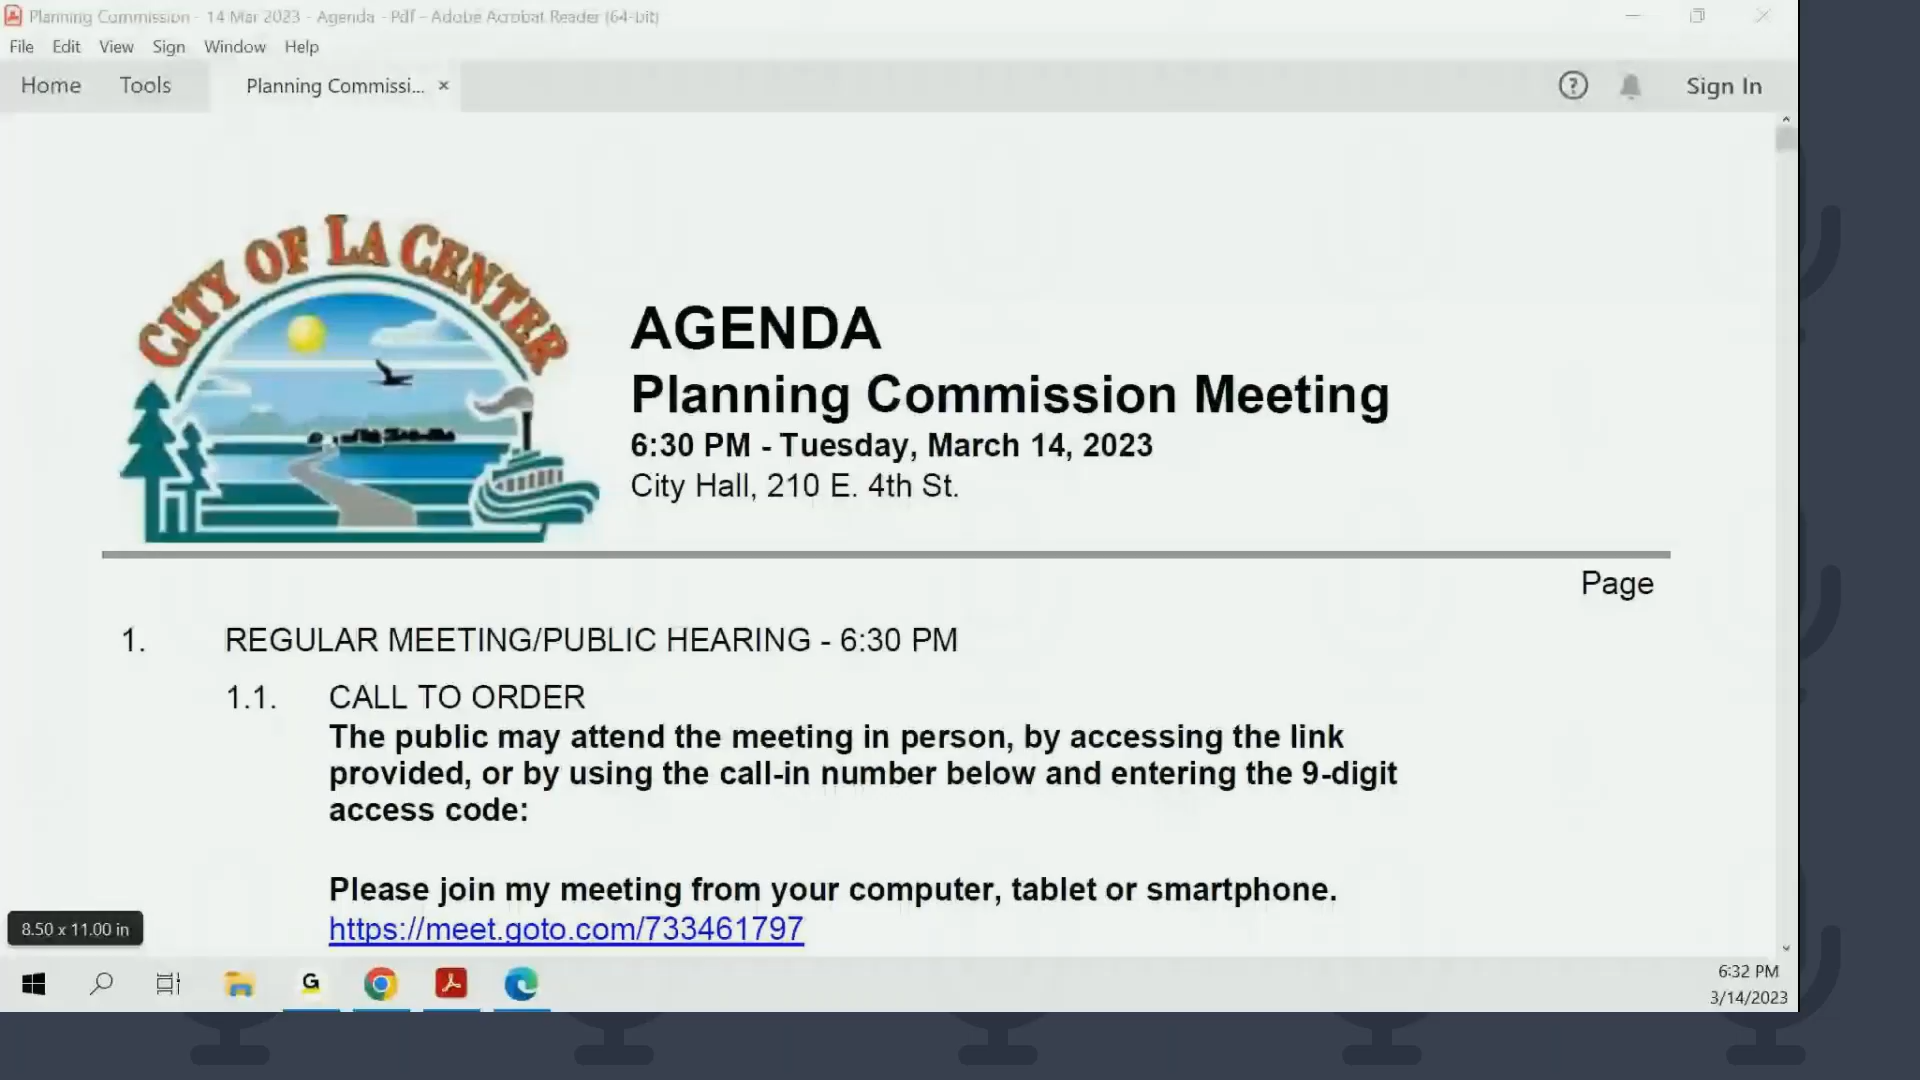 Planning Commission - 14 Mar 2023 - Agenda - Pdf - Adobe Acrobat Reader (64-bit)
File Edit View Sign Window Help
Home Tools Planning Commissi... × ? Sign In
CITY OF LA CENTER
AGENDA
Planning Commission Meeting
6:30 PM - Tuesday, March 14, 2023
City Hall, 210 E. 4th St.
Page
1. REGULAR MEETING/PUBLIC HEARING - 6:30 PM
1.1. CALL TO ORDER
The public may attend the meeting in person, by accessing the link
provided, or by using the call-in number below and entering the 9-digit
access code:
Please join my meeting from your computer, tablet or smartphone.
https://meet.goto.com/733461797
8.50 x 11.00 in
G
6:32 PM
3/14/2023